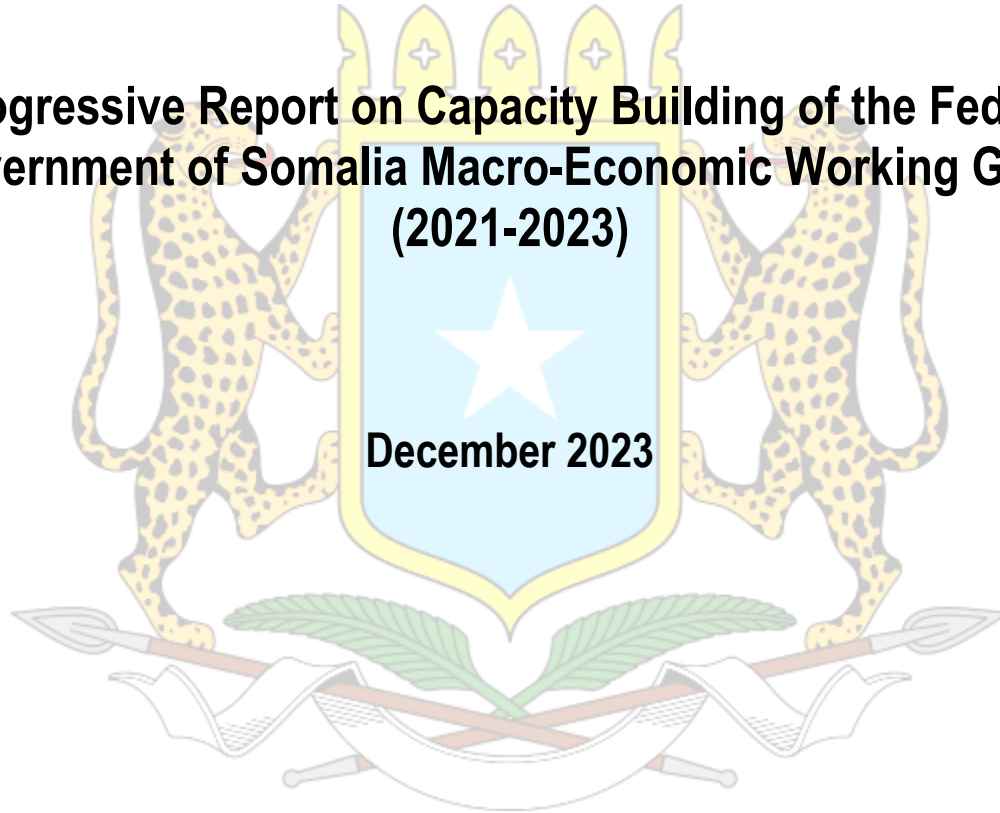 ogressive Report on Capacity Building of the Fed
ernment of Somalia Macro-Economic Working G
(2021-2023)
December 2023